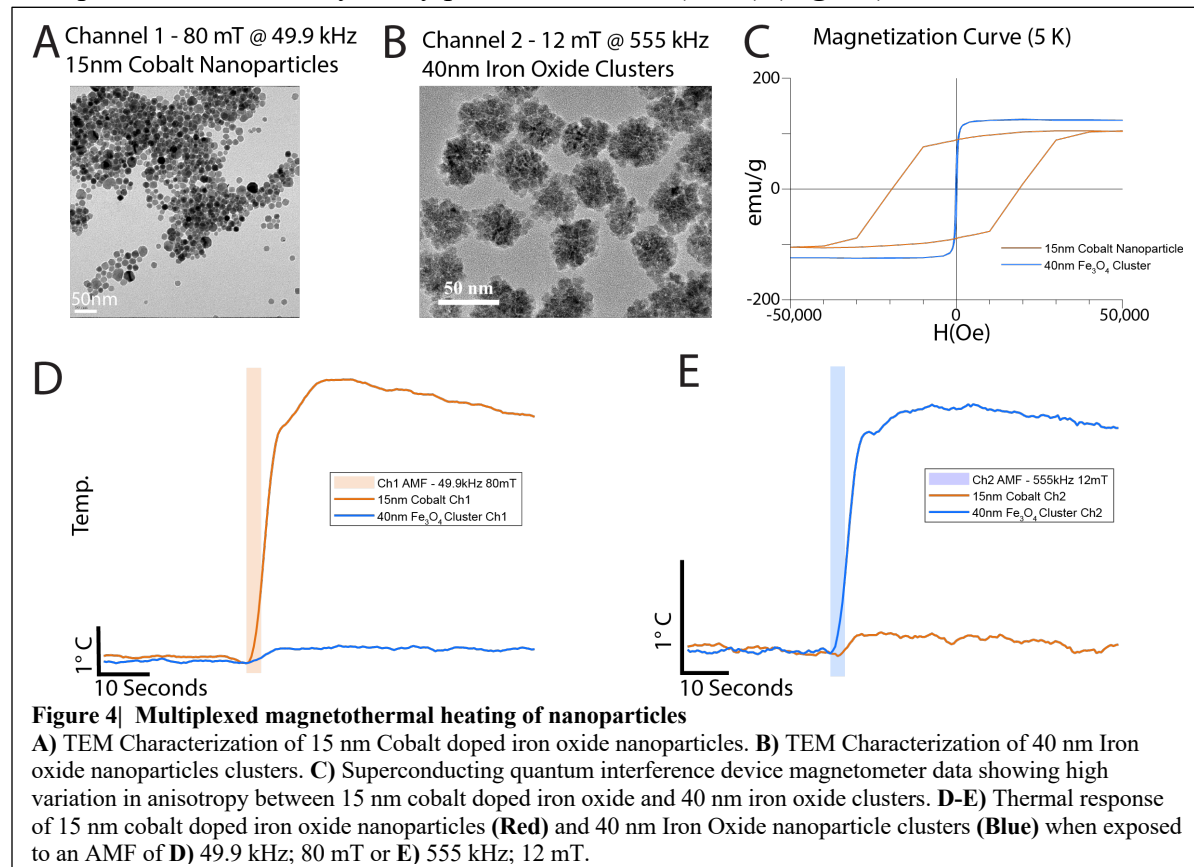 A
Channel 1 - 80 mT @ 49.9 kHz
15nm Cobalt Nanoparticles
50nm
B
Channel 2 - 12 mT @ 555 kHz
40nm Iron Oxide Clusters
50 nm
C
Magnetization Curve (5 K)
200
0
-200
emu/g
15nm Cobalt Nanoparticle
40nm Fe₃O₄ Cluster
-50,000
0
50,000
H(Oe)
D
Temp.
Ch1 AMF - 49.9kHz 80mT
15nm Cobalt Ch1
40nm Fe₃O₄ Cluster Ch1
1° C
10 Seconds
E
Ch2 AMF - 555kHz 12mT
15nm Cobalt Ch2
40nm Fe₃O₄ Cluster Ch2
1° C
10 Seconds
Figure 4| Multiplexed magnetothermal heating of nanoparticles
A) TEM Characterization of 15 nm Cobalt doped iron oxide nanoparticles. B) TEM Characterization of 40 nm Iron
oxide nanoparticles clusters. C) Superconducting quantum interference device magnetometer data showing high
variation in anisotropy between 15 nm cobalt doped iron oxide and 40 nm iron oxide clusters. D-E) Thermal response
of 15 nm cobalt doped iron oxide nanoparticles (Red) and 40 nm Iron Oxide nanoparticle clusters (Blue) when exposed
to an AMF of D) 49.9 kHz; 80 mT or E) 555 kHz; 12 mT.